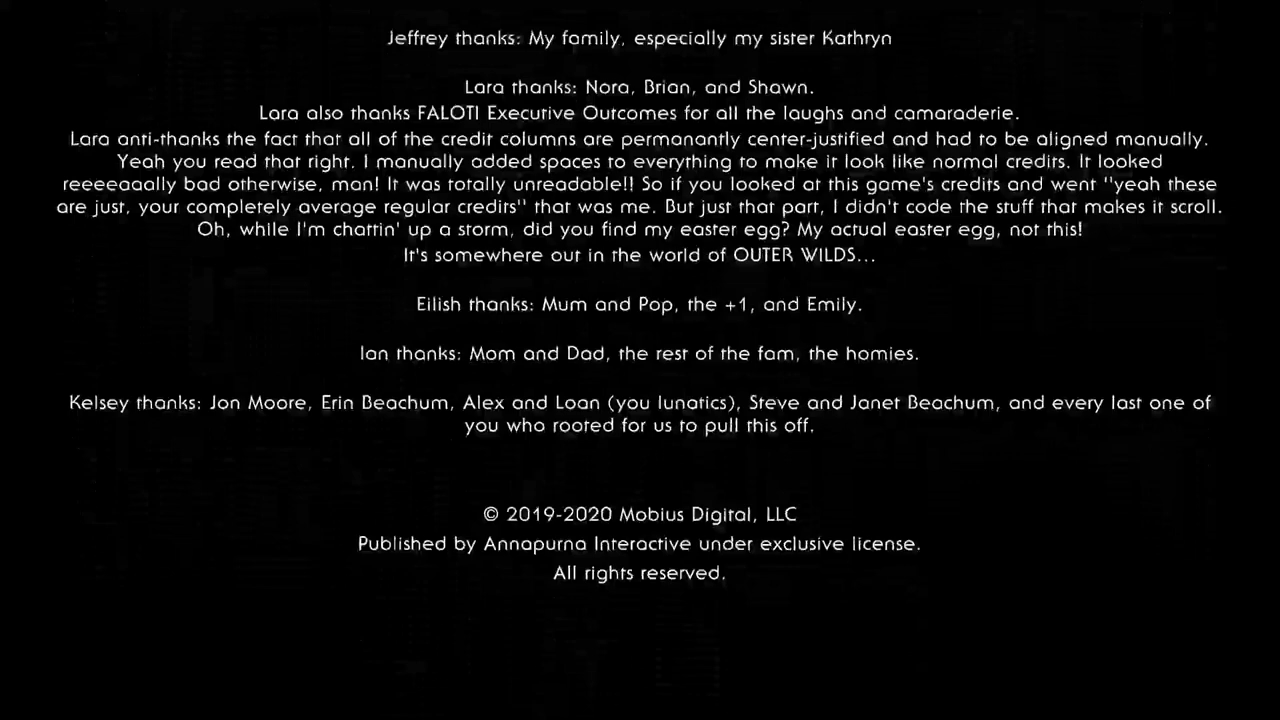 Jeffrey thanks: My family, especially my sister Kathryn
Lara thanks: Nora, Brian, and Shawn.
Lara also thanks FALOTI Executive Outcomes for all the laughs and camaraderie.
Lara anti-thanks the fact that all of the credit columns are permanantly center-justified and had to be aligned manually.
Yeah you read that right. I manually added spaces to everything to make it look like normal credits. It looked
reeeeaaally bad otherwise, man! It was totally unreadable!! So if you looked at this game's credits and went "yeah these
are just, your completely average regular credits" that was me. But just that part, I didn't code the stuff that makes it scroll.
Oh, while I'm chattin' up a storm, did you find my easter egg? My actual easter egg, not this!
It's somewhere out in the world of OUTER WILDS...
Eilish thanks: Mum and Pop, the +1, and Emily.
Ian thanks: Mom and Dad, the rest of the fam, the homies.
Kelsey thanks: Jon Moore, Erin Beachum, Alex and Loan (you lunatics), Steve and Janet Beachum, and every last one of
you who rooted for us to pull this off.
© 2019-2020 Mobius Digital, LLC
Published by Annapurna Interactive under exclusive license.
All rights reserved.